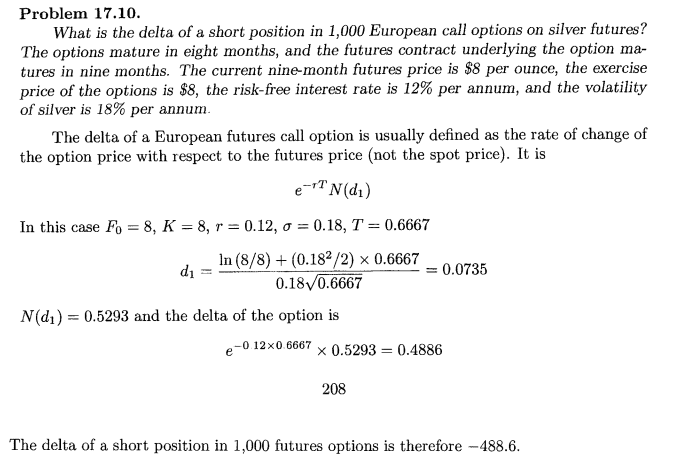 Problem 17.10.
What is the delta of a short position in 1,000 European call options on silver futures?
The options mature in eight months, and the futures contract underlying the option ma-
tures in nine months. The current nine-month futures price is $8 per ounce, the exercise
price of the options is $8, the risk-free interest rate is 12% per annum, and the volatility
of silver is 18% per annum.
The delta of a European futures call option is usually defined as the rate of change of
the option price with respect to the futures price (not the spot price). It is
e^{-rT} N(d₁)
In this case F₀ = 8, K = 8, r = 0.12, σ = 0.18, T = 0.6667
d₁ = \frac{ln (8/8) + (0.18²/2) × 0.6667}{0.18√0.6667} = 0.0735
N(d₁) = 0.5293 and the delta of the option is
e^{-0 12×0 6667} × 0.5293 = 0.4886
208
The delta of a short position in 1,000 futures options is therefore −488.6.